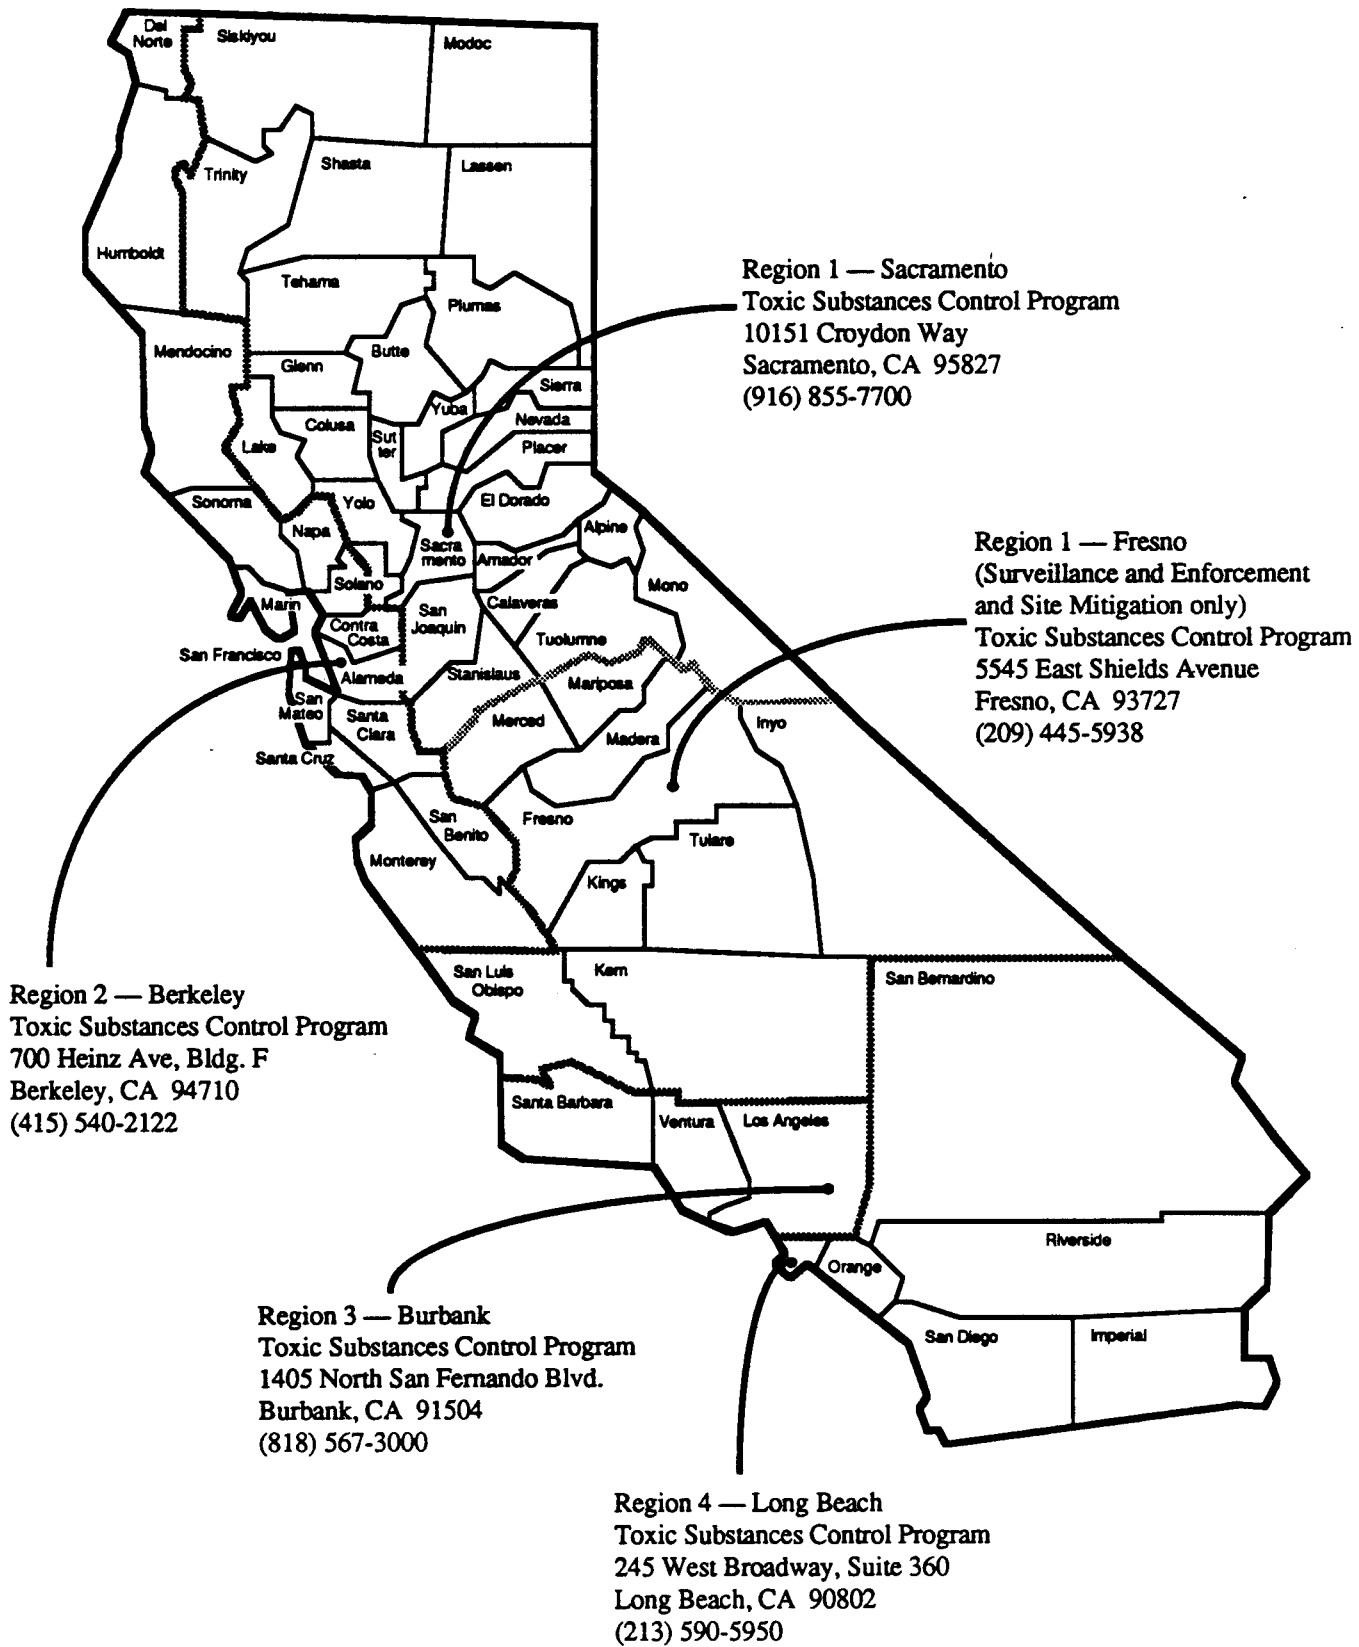 Del
Norte
Siskiyou
Modoc
Trinity
Shasta
Lassen
Humboldt
Tehama
Plumas
Mendocino
Glenn
Butte
Sierra
Yuba
Nevada
Colusa
Sut
ter
Placer
Lake
Sonoma
Yolo
El Dorado
Napa
Alpine
Sacra
mento
Amador
Solano
Mono
Marin
San
Joaquin
Calaveras
Contra
Costa
Tuolumne
San Francisco
Alameda
Stanislaus
Mariposa
San
Mateo
Santa
Clara
Merced
Inyo
Madera
Santa Cruz
San
Benito
Fresno
Tulare
Monterey
Kings
San Luis
Obispo
Kern
San Bernardino
Santa Barbara
Ventura
Los Angeles
Riverside
Orange
San Diego
Imperial
Region 1 — Sacramento
Toxic Substances Control Program
10151 Croydon Way
Sacramento, CA 95827
(916) 855-7700
Region 1 — Fresno
(Surveillance and Enforcement
and Site Mitigation only)
Toxic Substances Control Program
5545 East Shields Avenue
Fresno, CA 93727
(209) 445-5938
Region 2 — Berkeley
Toxic Substances Control Program
700 Heinz Ave, Bldg. F
Berkeley, CA 94710
(415) 540-2122
Region 3 — Burbank
Toxic Substances Control Program
1405 North San Fernando Blvd.
Burbank, CA 91504
(818) 567-3000
Region 4 — Long Beach
Toxic Substances Control Program
245 West Broadway, Suite 360
Long Beach, CA 90802
(213) 590-5950